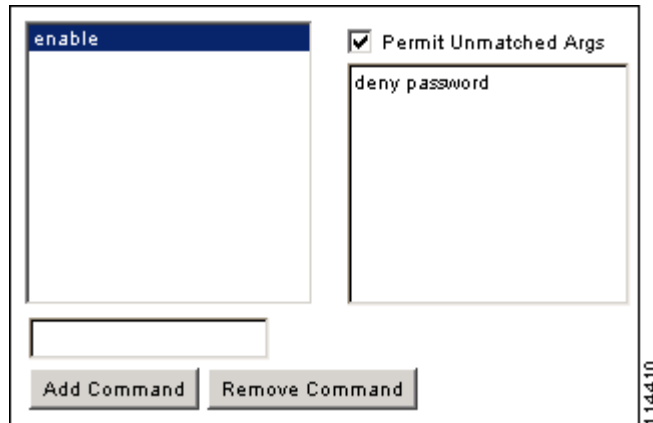 enable
Permit Unmatched Args
deny password
Add Command
Remove Command
114410